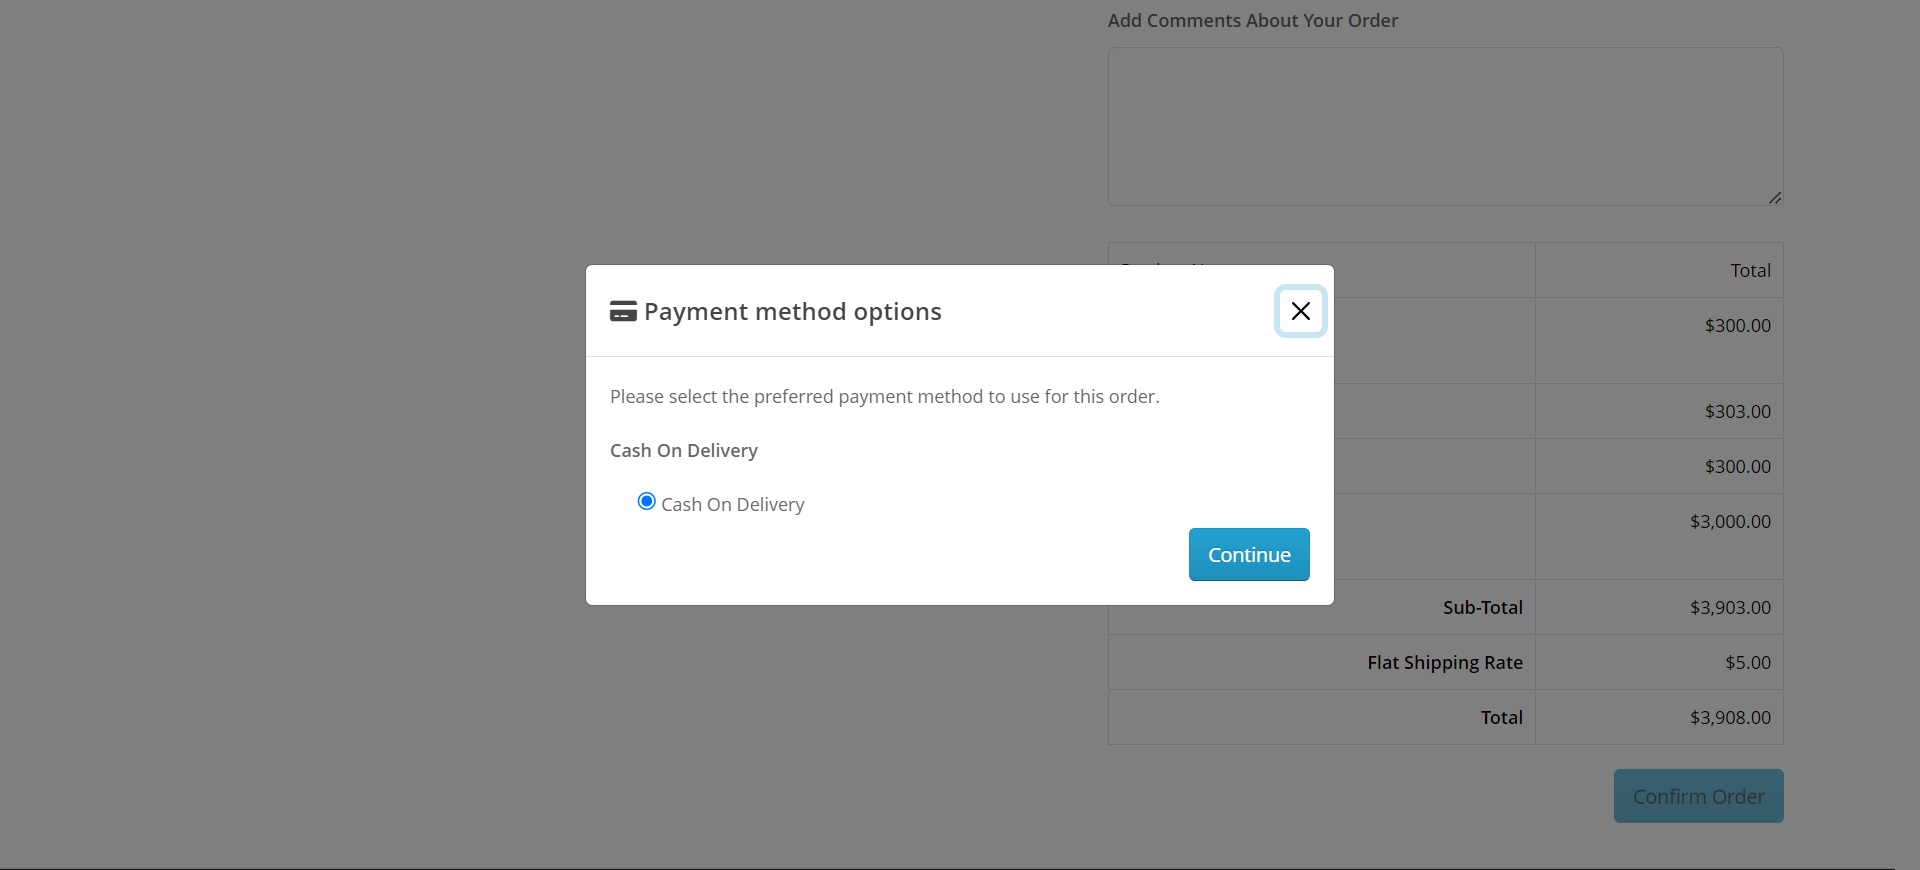 Add Comments About Your Order
Total
Payment method options
$300.00
Please select the preferred payment method to use for this order.
$303.00
Cash On Delivery
$300.00
Cash On Delivery
$3,000.00
Continue
Sub-Total $3,903.00
Flat Shipping Rate $5.00
Total $3,908.00
Confirm Order